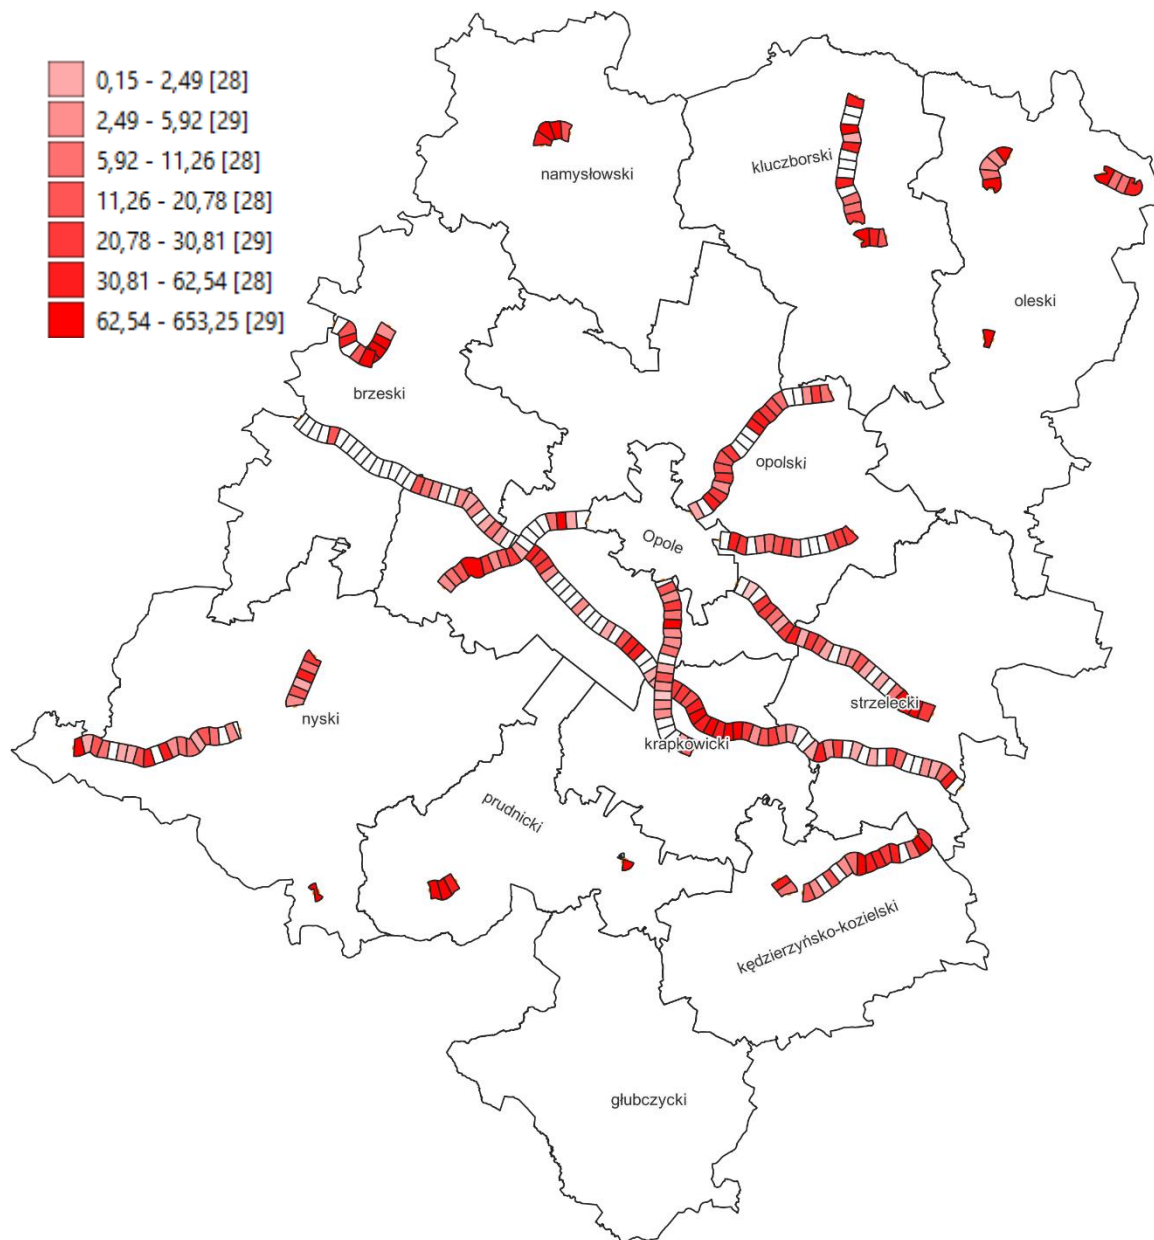 0,15 - 2,49 [28]
2,49 - 5,92 [29]
5,92 - 11,26 [28]
11,26 - 20,78 [28]
20,78 - 30,81 [29]
30,81 - 62,54 [28]
62,54 - 653,25 [29]
namysłowski
kluczborski
oleski
brzeski
opolski
Opole
strzelecki
nyski
krapkowicki
prudnicki
kędzierzyńsko-kozielski
głubczycki